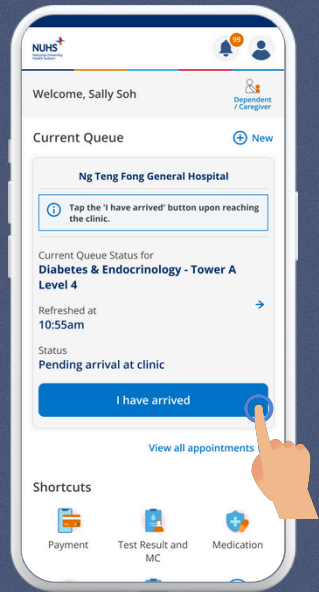 NUHS
National University
Health System
99
Welcome, Sally Soh
Dependent
/ Caregiver
Current Queue
New
Ng Teng Fong General Hospital
Tap the 'I have arrived' button upon reaching
the clinic.
Current Queue Status for
Diabetes & Endocrinology - Tower A
Level 4
Refreshed at
10:55am
Status
Pending arrival at clinic
I have arrived
View all appointments
Shortcuts
Payment
Test Result and
MC
Medication